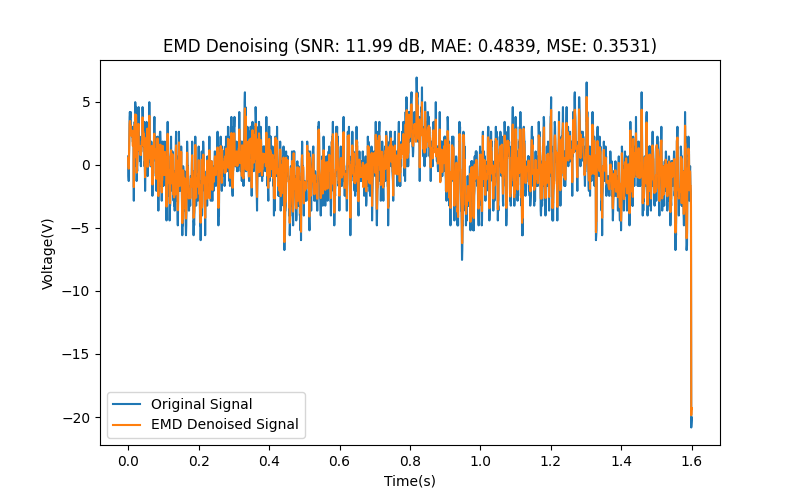 EMD Denoising (SNR: 11.99 dB, MAE: 0.4839, MSE: 0.3531)
5
0
−5
−10
−15
−20
Voltage(V)
Original Signal
EMD Denoised Signal
0.0 0.2 0.4 0.6 0.8 1.0 1.2 1.4 1.6
Time(s)